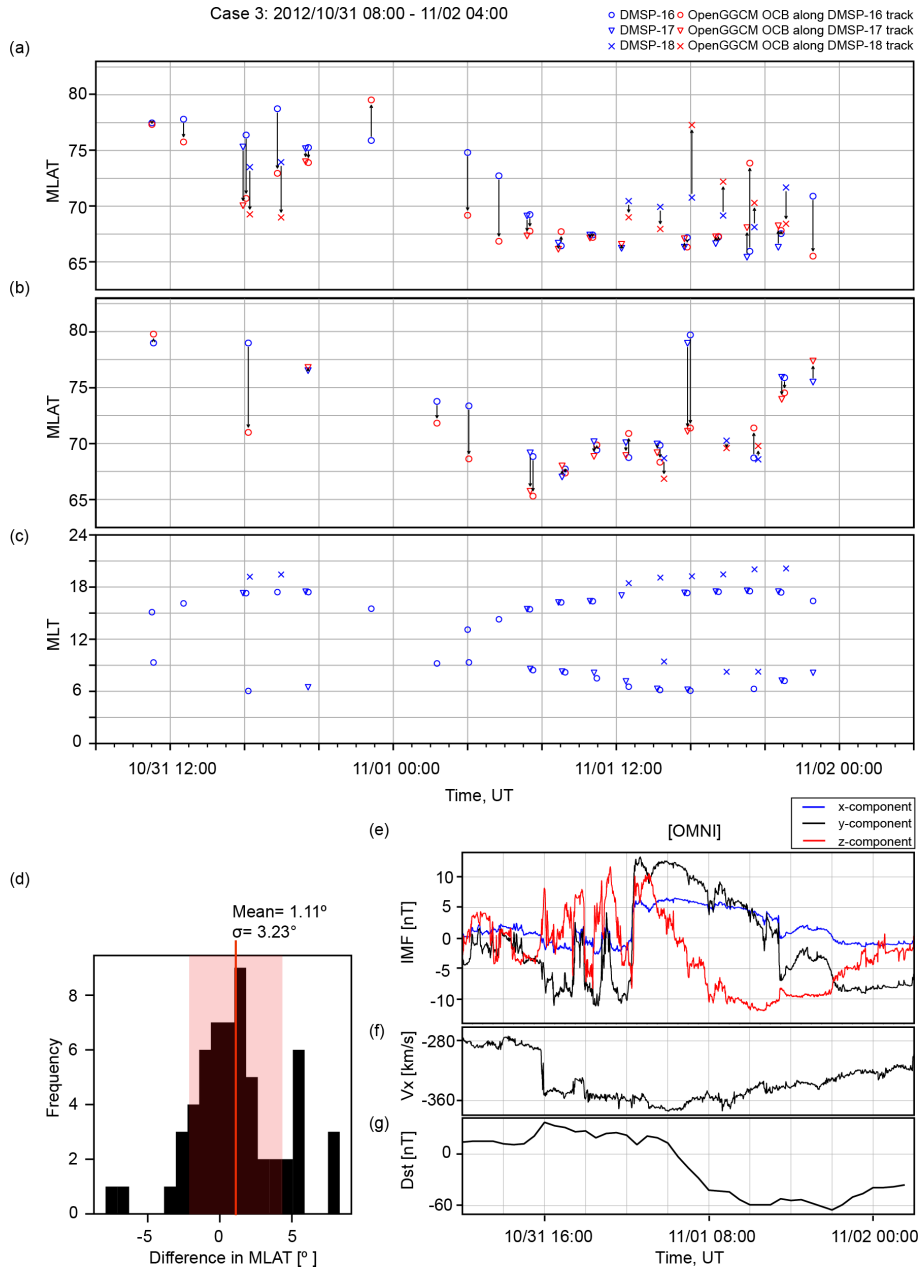 Case 3: 2012/10/31 08:00 - 11/02 04:00
DMSP-16 OpenGGCM OCB along DMSP-16 track
DMSP-17 OpenGGCM OCB along DMSP-17 track
DMSP-18 OpenGGCM OCB along DMSP-18 track
(a)
80
75
70
65
MLAT
(b)
80
75
70
65
MLAT
(c)
24
18
12
6
0
MLT
10/31 12:00 11/01 00:00 11/01 12:00 11/02 00:00
Time, UT
(d)
Mean= 1.11º
σ= 3.23°
8
6
4
2
0
Frequency
-5 0 5
Difference in MLAT [º ]
(e)
[OMNI]
x-component
y-component
z-component
10
5
0
-5
-10
IMF [nT]
(f)
-280
-360
Vx [km/s]
(g)
0
-60
Dst [nT]
10/31 16:00 11/01 08:00 11/02 00:00
Time, UT